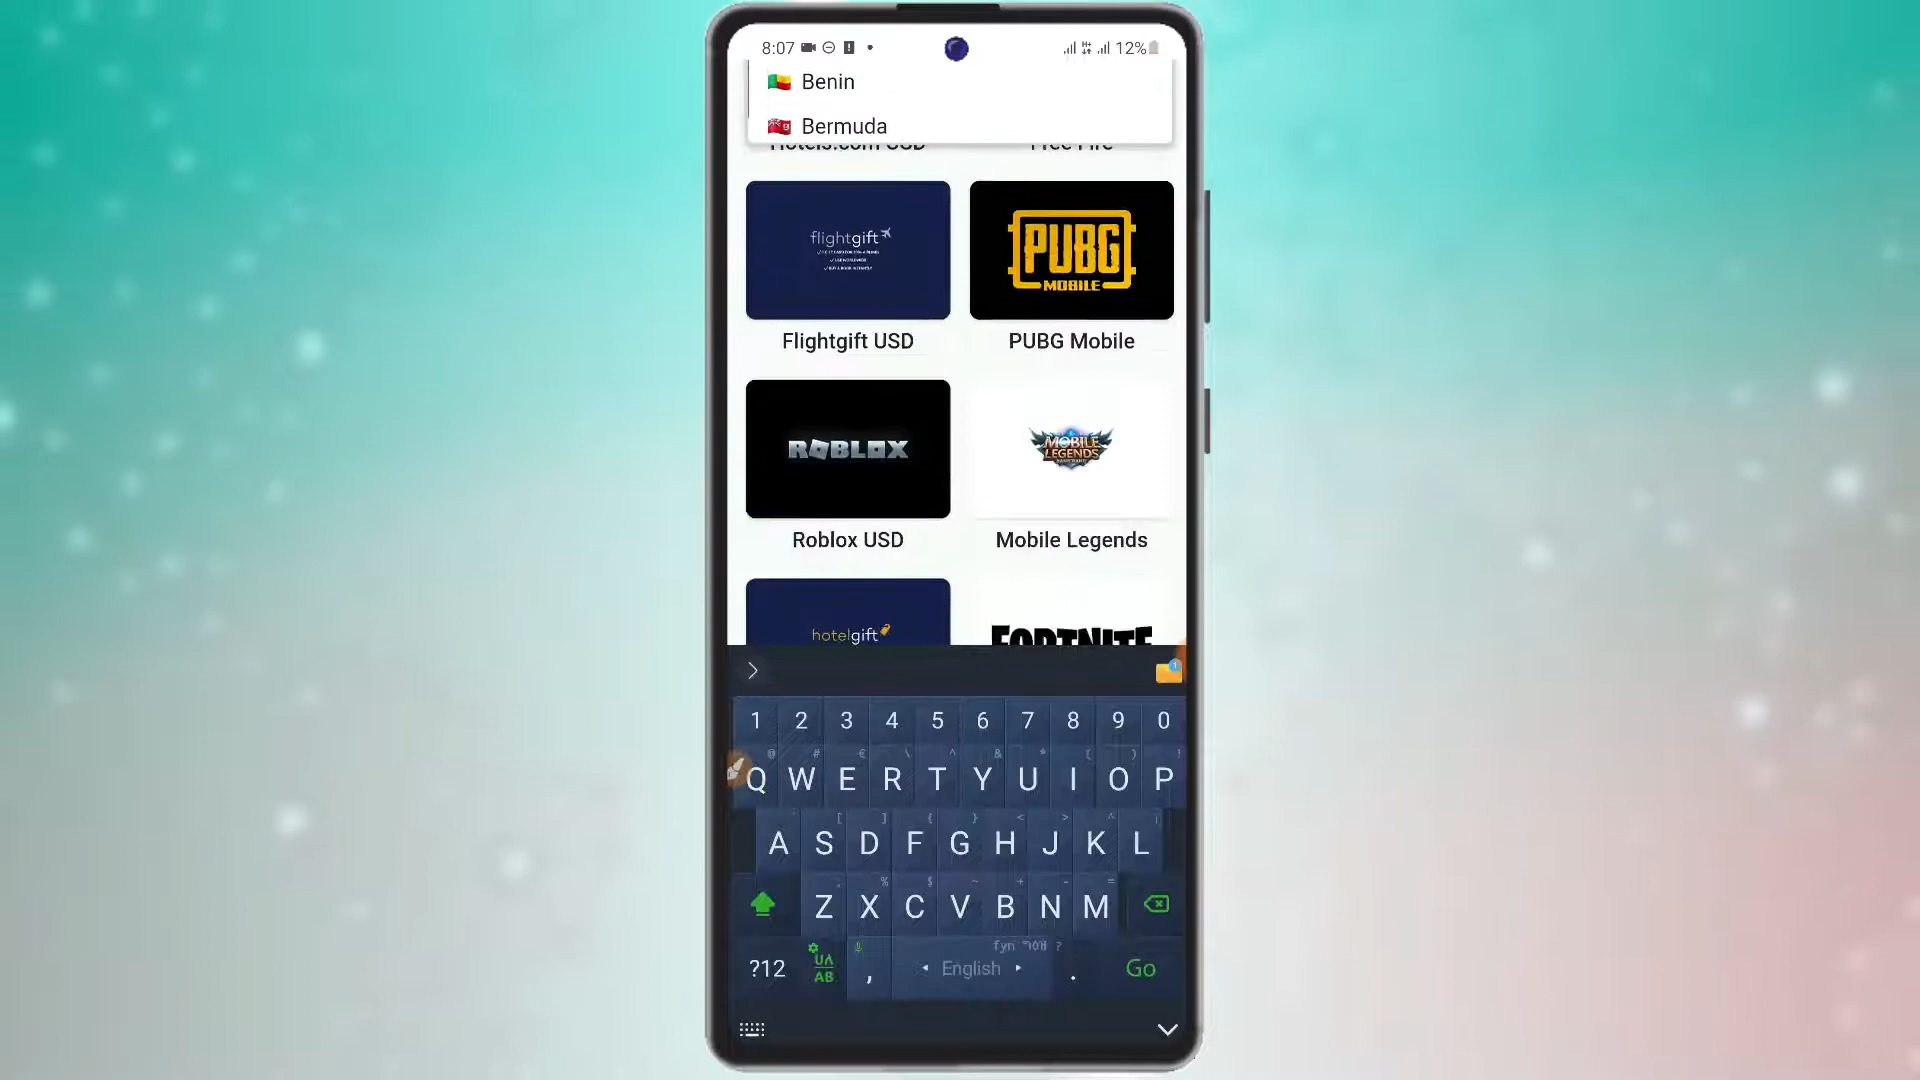 8:07 12%
Benin
Bermuda
Hotels.com USD Free Fire
flightgift
Flightgift USD
PUBG
MOBILE
PUBG Mobile
ROBLOX
MOBILE
LEGENDS
Roblox USD Mobile Legends
hotelgift
FORTNITE
1
1 2 3 4 5 6 7 8 9 0
@ # € \ ^ & * ( ) !
Q W E R T Y U I O P
[ ] { } < > ^
A S D F G H J K L
% $ ~ + - =
Z X C V B N M
?12 , English . Go
AB